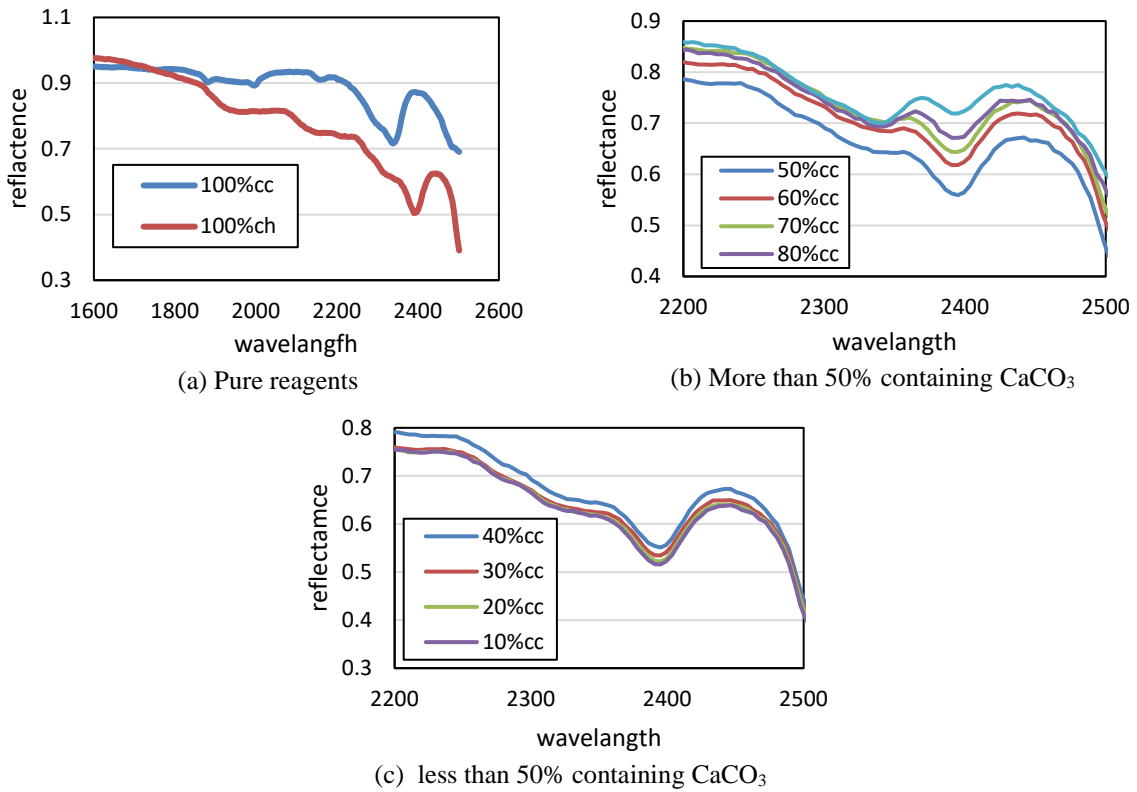 1.1
0.9
0.7
0.5
0.3
reflactence
100%cc
100%ch
1600 1800 2000 2200 2400 2600
wavelangfh
(a) Pure reagents
0.9
0.8
0.7
0.6
0.5
0.4
reflectance
50%cc
60%cc
70%cc
80%cc
2200 2300 2400 2500
wavelangth
(b) More than 50% containing CaCO₃
0.8
0.7
0.6
0.5
0.4
0.3
reflectamce
40%cc
30%cc
20%cc
10%cc
2200 2300 2400 2500
wavelangth
(c) less than 50% containing CaCO₃